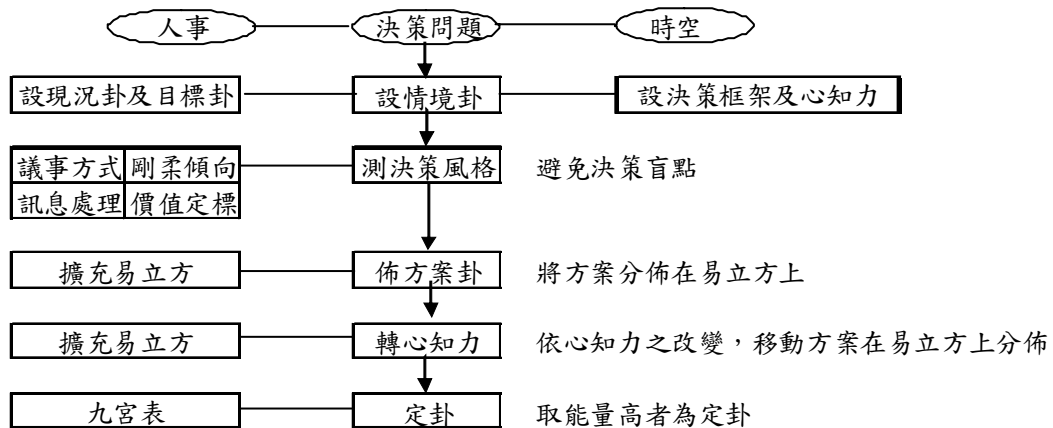 人事 決策問題 時空
設現況卦及目標卦 設情境卦 設決策框架及心知力
議事方式 剛柔傾向 測決策風格 避免決策盲點
訊息處理 價值定標
擴充易立方 佈方案卦 將方案分佈在易立方上
擴充易立方 轉心知力 依心知力之改變,移動方案在易立方上分佈
九宮表 定卦 取能量高者為定卦